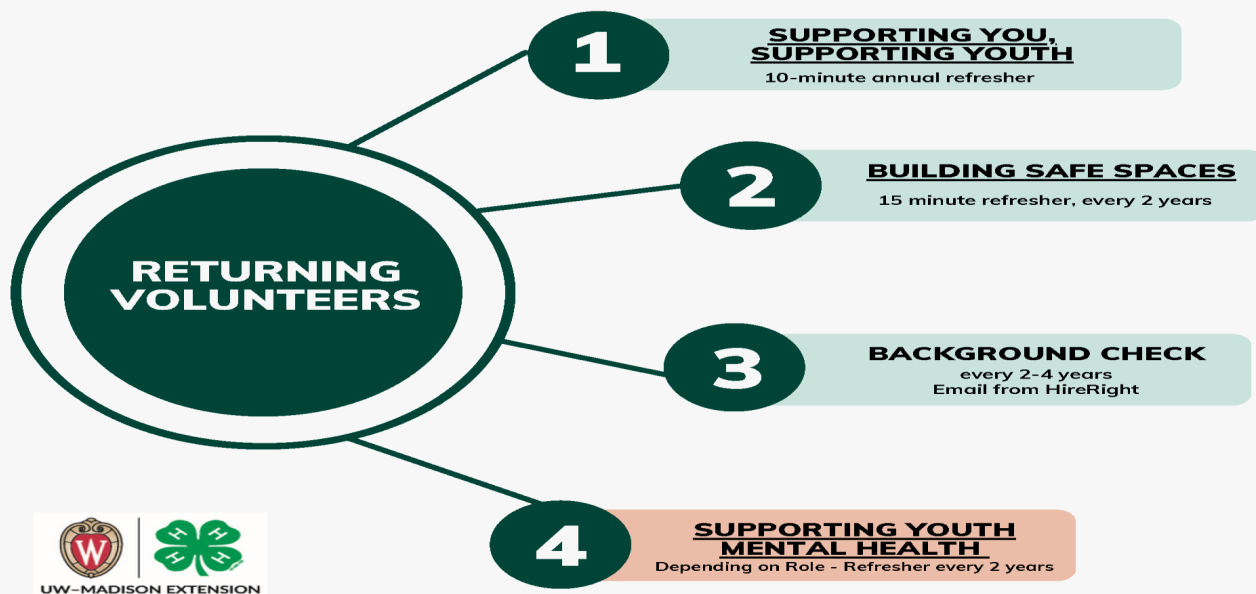 1
SUPPORTING YOU,
SUPPORTING YOUTH
10-minute annual refresher
2
BUILDING SAFE SPACES
15 minute refresher, every 2 years
RETURNING
VOLUNTEERS
3
BACKGROUND CHECK
every 2-4 years
Email from HireRight
4
SUPPORTING YOUTH
MENTAL HEALTH
Depending on Role - Refresher every 2 years
W
H H
H H
UW–MADISON EXTENSION